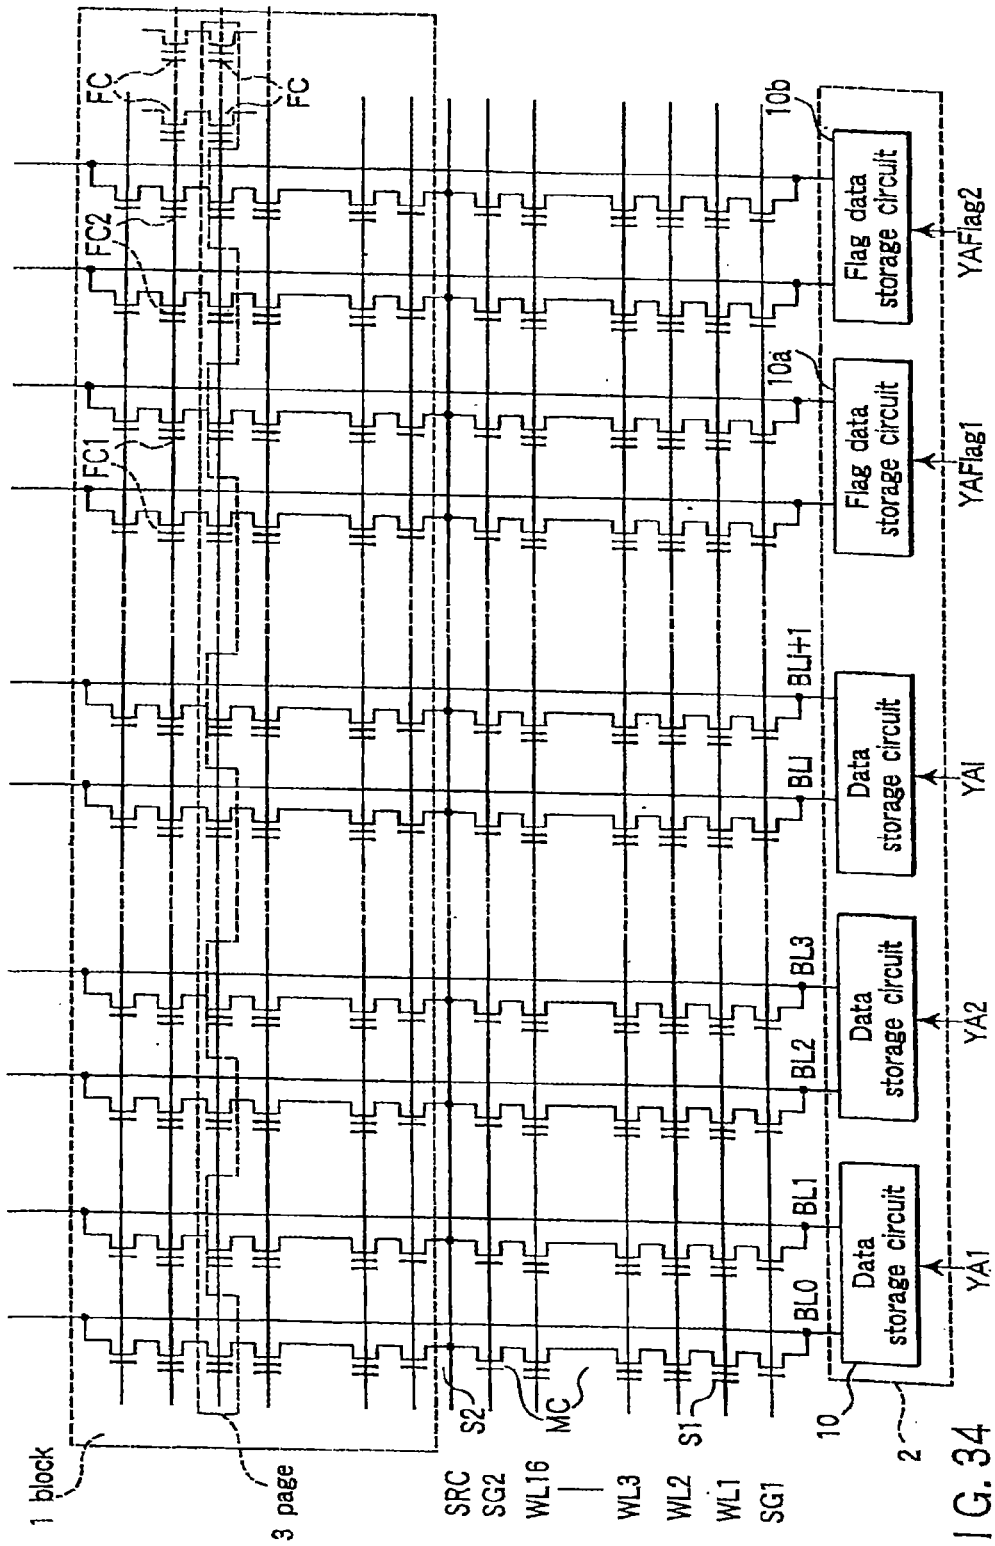 1 block
3 page
FC
FC
FC2
FC1
SRC
SG2
WL16
WL3
WL2
WL1
SG1
S2
MC
S1
BL0
BL1
BL2
BL3
BLi
BLi+1
10
2
10a
10b
Data
storage circuit
Data
storage circuit
Data
storage circuit
Flag data
storage circuit
Flag data
storage circuit
YA1
YA2
YAi
YAFlag1
YAFlag2
IG. 34